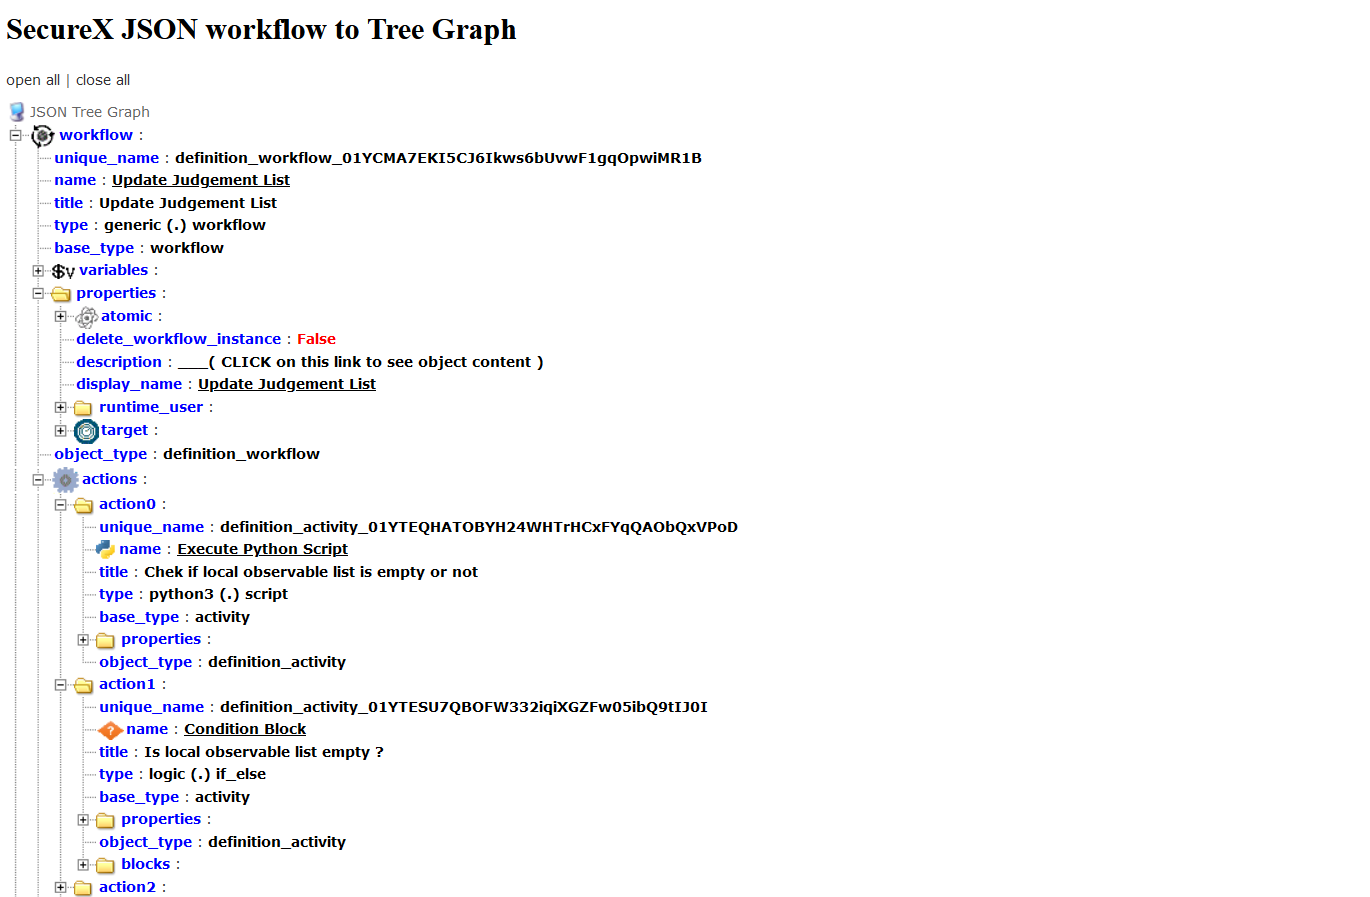 SecureX JSON workflow to Tree Graph
open all | close all
JSON Tree Graph
workflow :
unique_name : definition_workflow_01YCMA7EKI5CJ6Ikws6bUvwF1gqOpwiMR1B
name : Update Judgement List
title : Update Judgement List
type : generic (.) workflow
base_type : workflow
$v variables :
properties :
atomic :
delete_workflow_instance : False
description : ___( CLICK on this link to see object content )
display_name : Update Judgement List
runtime_user :
target :
object_type : definition_workflow
actions :
action0 :
unique_name : definition_activity_01YTEQHATOBYH24WHTrHCxFYqQAObQxVPoD
name : Execute Python Script
title : Chek if local observable list is empty or not
type : python3 (.) script
base_type : activity
properties :
object_type : definition_activity
action1 :
unique_name : definition_activity_01YTESU7QBOFW332iqiXGZFw05ibQ9tIJ0I
? name : Condition Block
title : Is local observable list empty ?
type : logic (.) if_else
base_type : activity
properties :
object_type : definition_activity
blocks :
action2 :